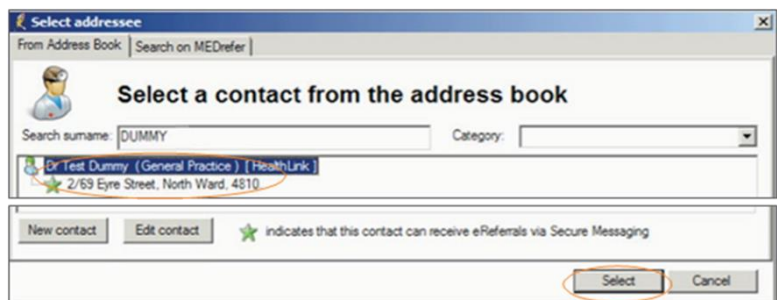 Select addressee
From Address Book Search on MEDrefer
Select a contact from the address book
Search surname: DUMMY Category:
Dr Test Dummy (General Practice) [HealthLink]
2/69 Eyre Street, North Ward, 4810
New contact Edit contact indicates that this contact can receive eReferrals via Secure Messaging
Select Cancel